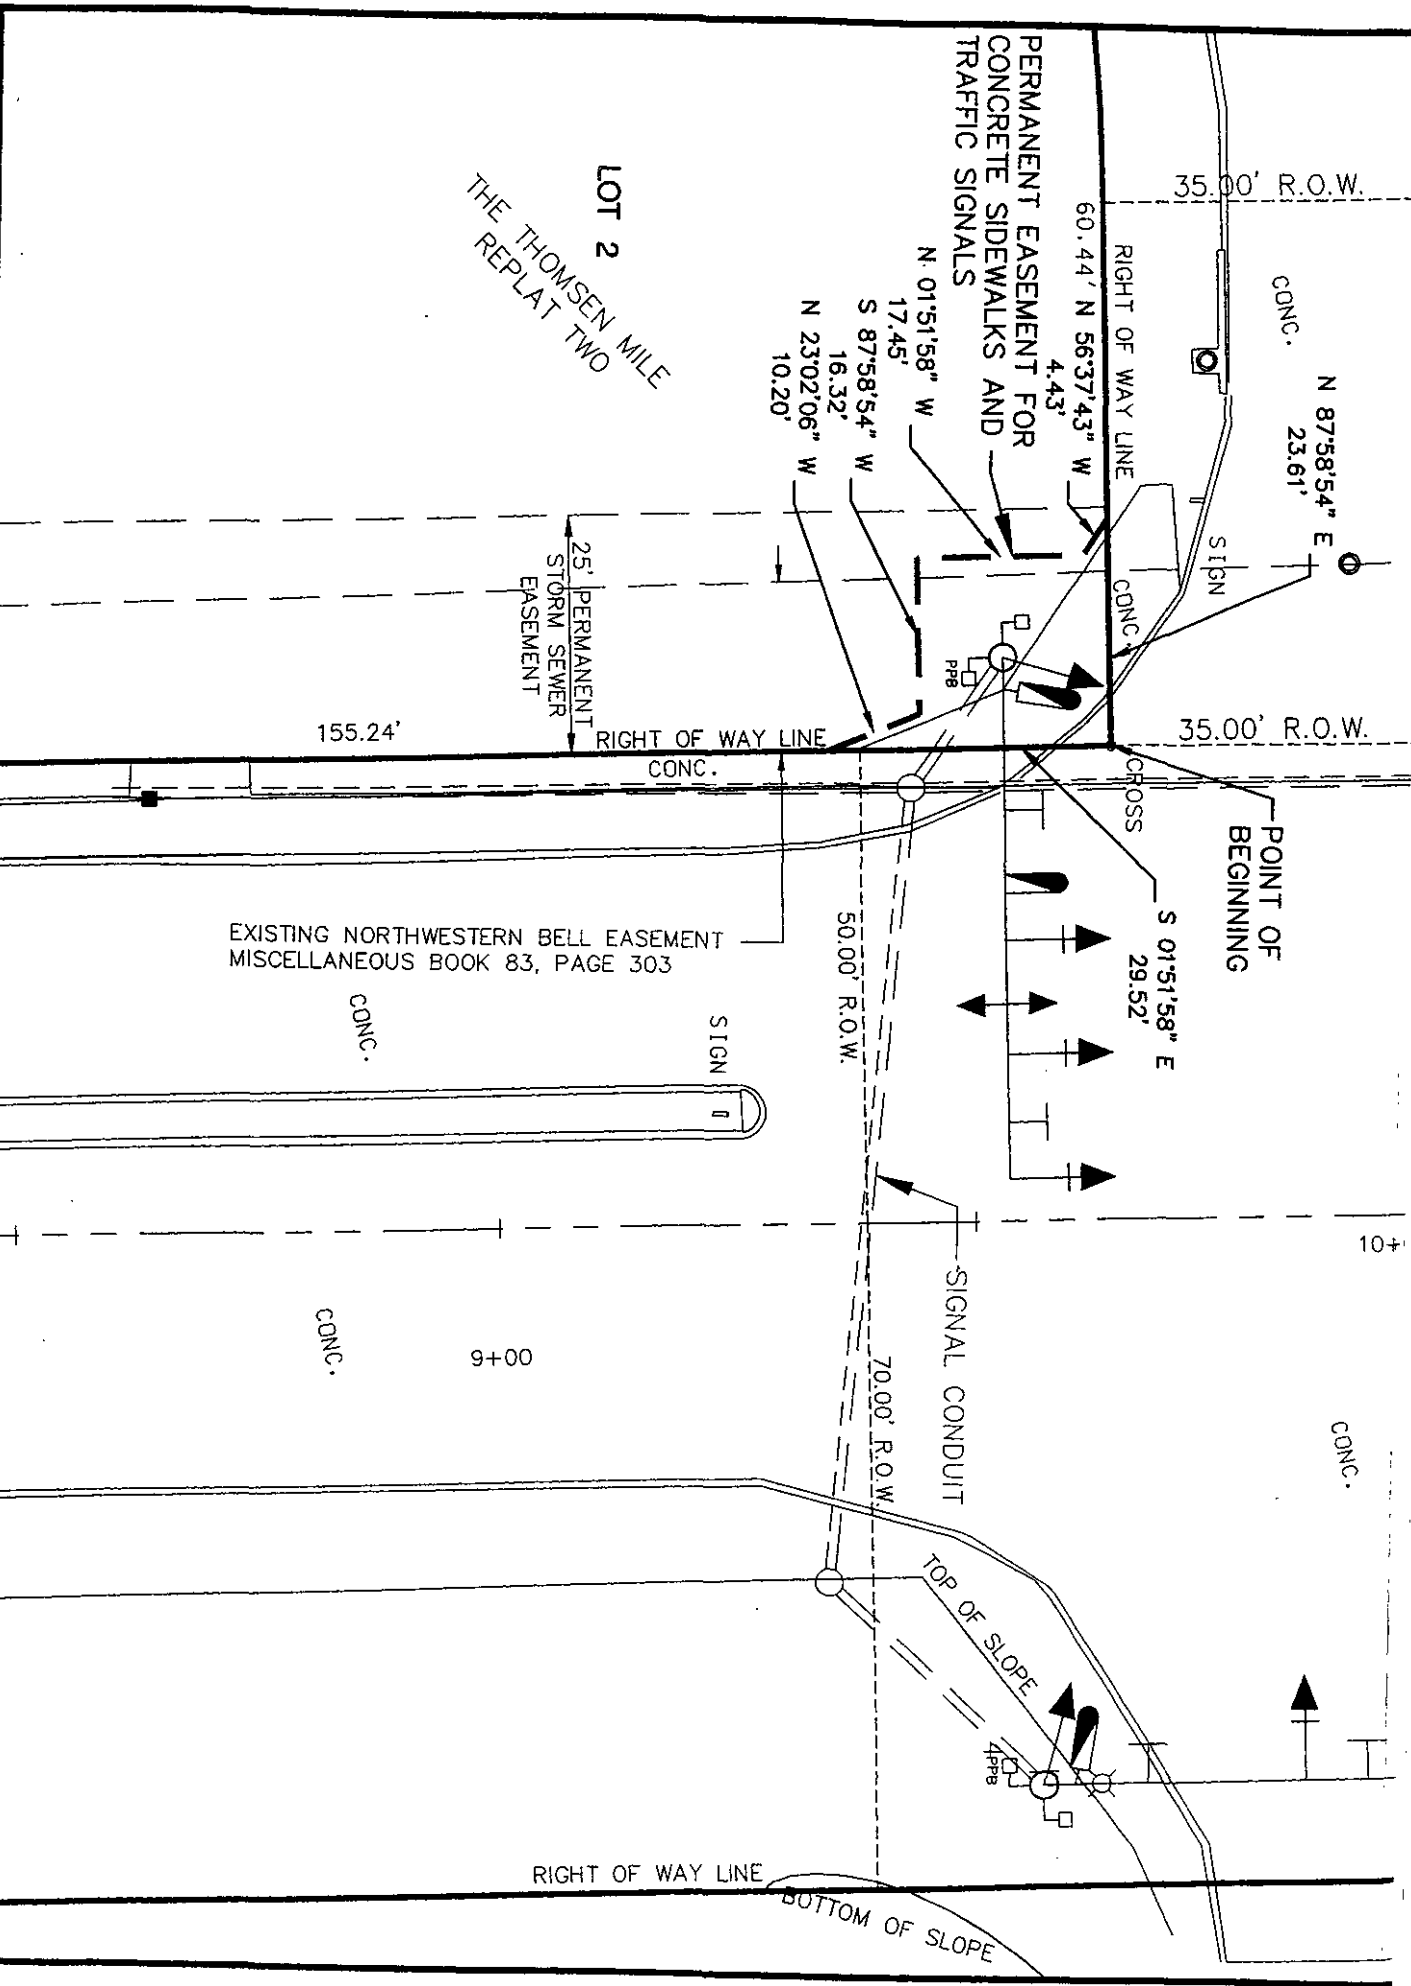 35.00' R.O.W.
PERMANENT EASEMENT FOR
CONCRETE SIDEWALKS AND
TRAFFIC SIGNALS
60.44'
N 56°37'43" W
4.43'
RIGHT OF WAY LINE
CONC.
N 87°58'54" E
23.61'
N 01°51'58" W
17.45'
S 87°58'54" W
16.32'
N 23°02'06" W
10.20'
LOT 2
THE THOMSEN MILE
REPLAT TWO
SIGN
CONC.
25' PERMANENT
STORM SEWER
EASEMENT
PPB
155.24'
RIGHT OF WAY LINE
CONC.
35.00' R.O.W.
CROSS
POINT OF
BEGINNING
S 01°51'58" E
29.52'
EXISTING NORTHWESTERN BELL EASEMENT
MISCELLANEOUS BOOK 83, PAGE 303
50.00' R.O.W.
CONC.
SIGN
SIGNAL CONDUIT
10+
CONC.
9+00
70.00' R.O.W.
CONC.
TOP OF SLOPE
PPB
RIGHT OF WAY LINE
BOTTOM OF SLOPE